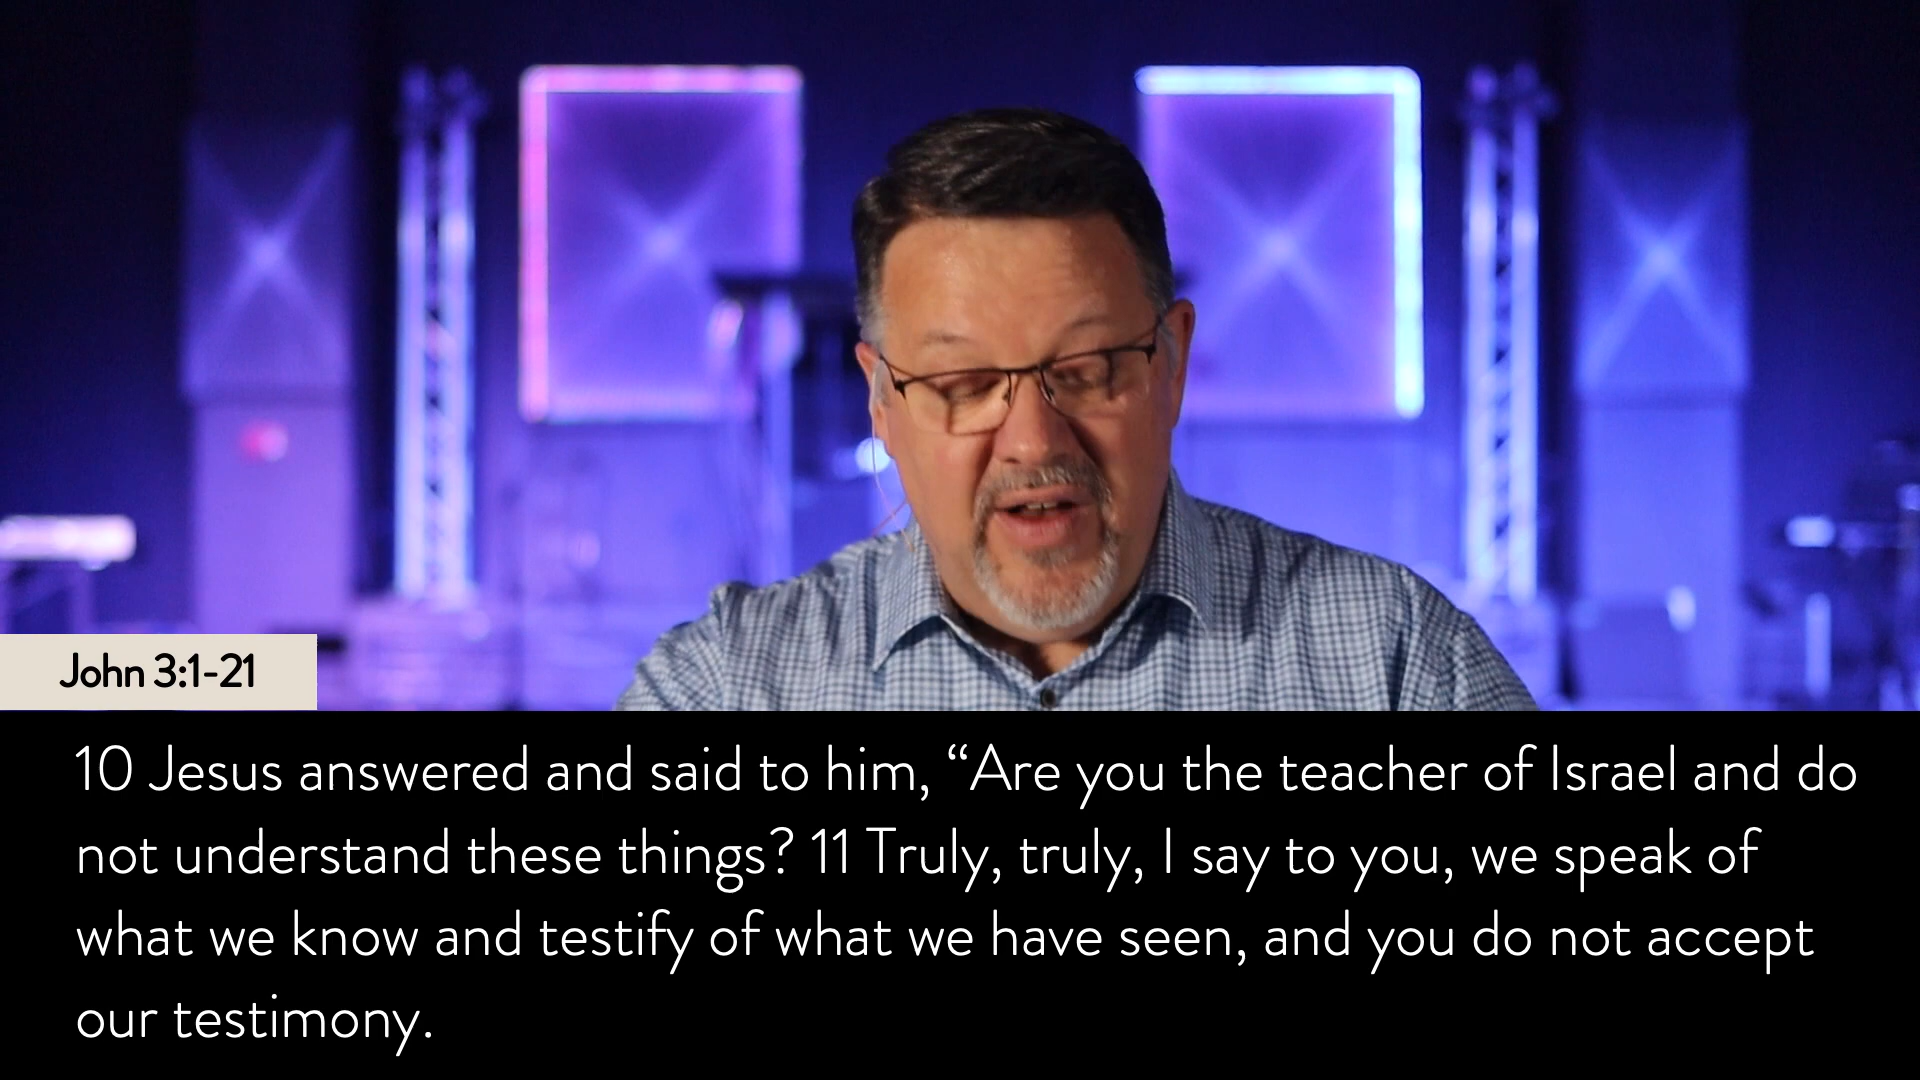 John 3:1-21
10 Jesus answered and said to him, “Are you the teacher of Israel and do
not understand these things? 11 Truly, truly, I say to you, we speak of
what we know and testify of what we have seen, and you do not accept
our testimony.